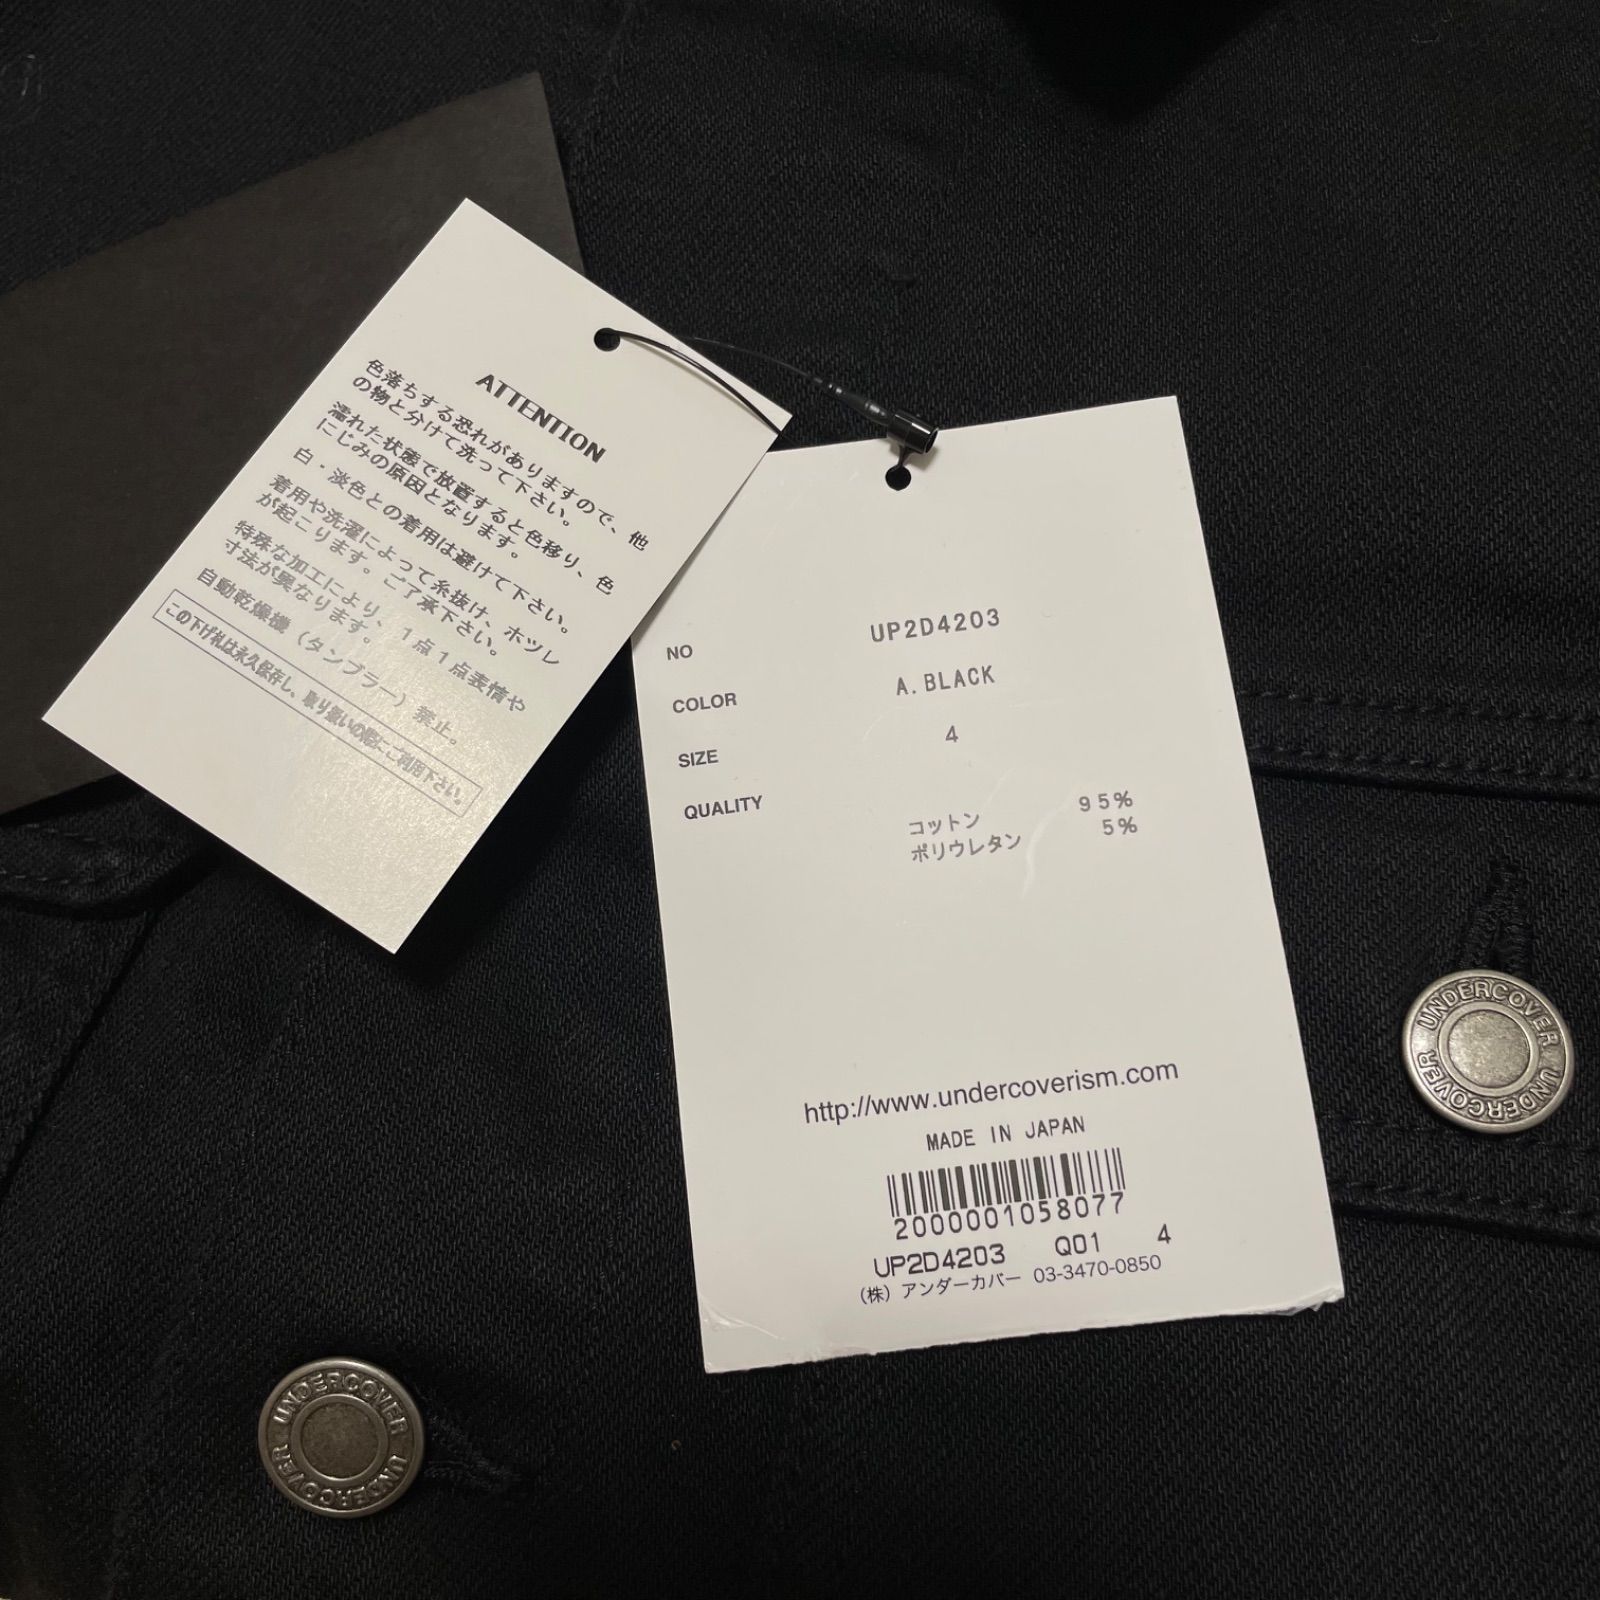 ATTENTION
色落ちする恐れがありますので、他
の物と分けて洗って下さい。
濡れた状態で放置すると色移り、色
にじみの原因となります。
白・淡色との着用は避けて下さい。
着用や洗濯によって糸抜け、ホツレ
が起こります。ご了承下さい。
特殊な加工により、1点1点表情や
寸法が異なります。
自動乾燥機（タンブラー）禁止。
この下げ札は永久保存し、取り扱いの際にご利用下さい。
NO UP2D4203
COLOR A.BLACK
SIZE 4
QUALITY
コットン 95%
ポリウレタン 5%
http://www.undercoverism.com
MADE IN JAPAN
2000001058077
UP2D4203 Q01 4
(株) アンダーカバー 03-3470-0850
UNDERCOVER UNDERCOVER
UNDERCOVER UNDERCOVER